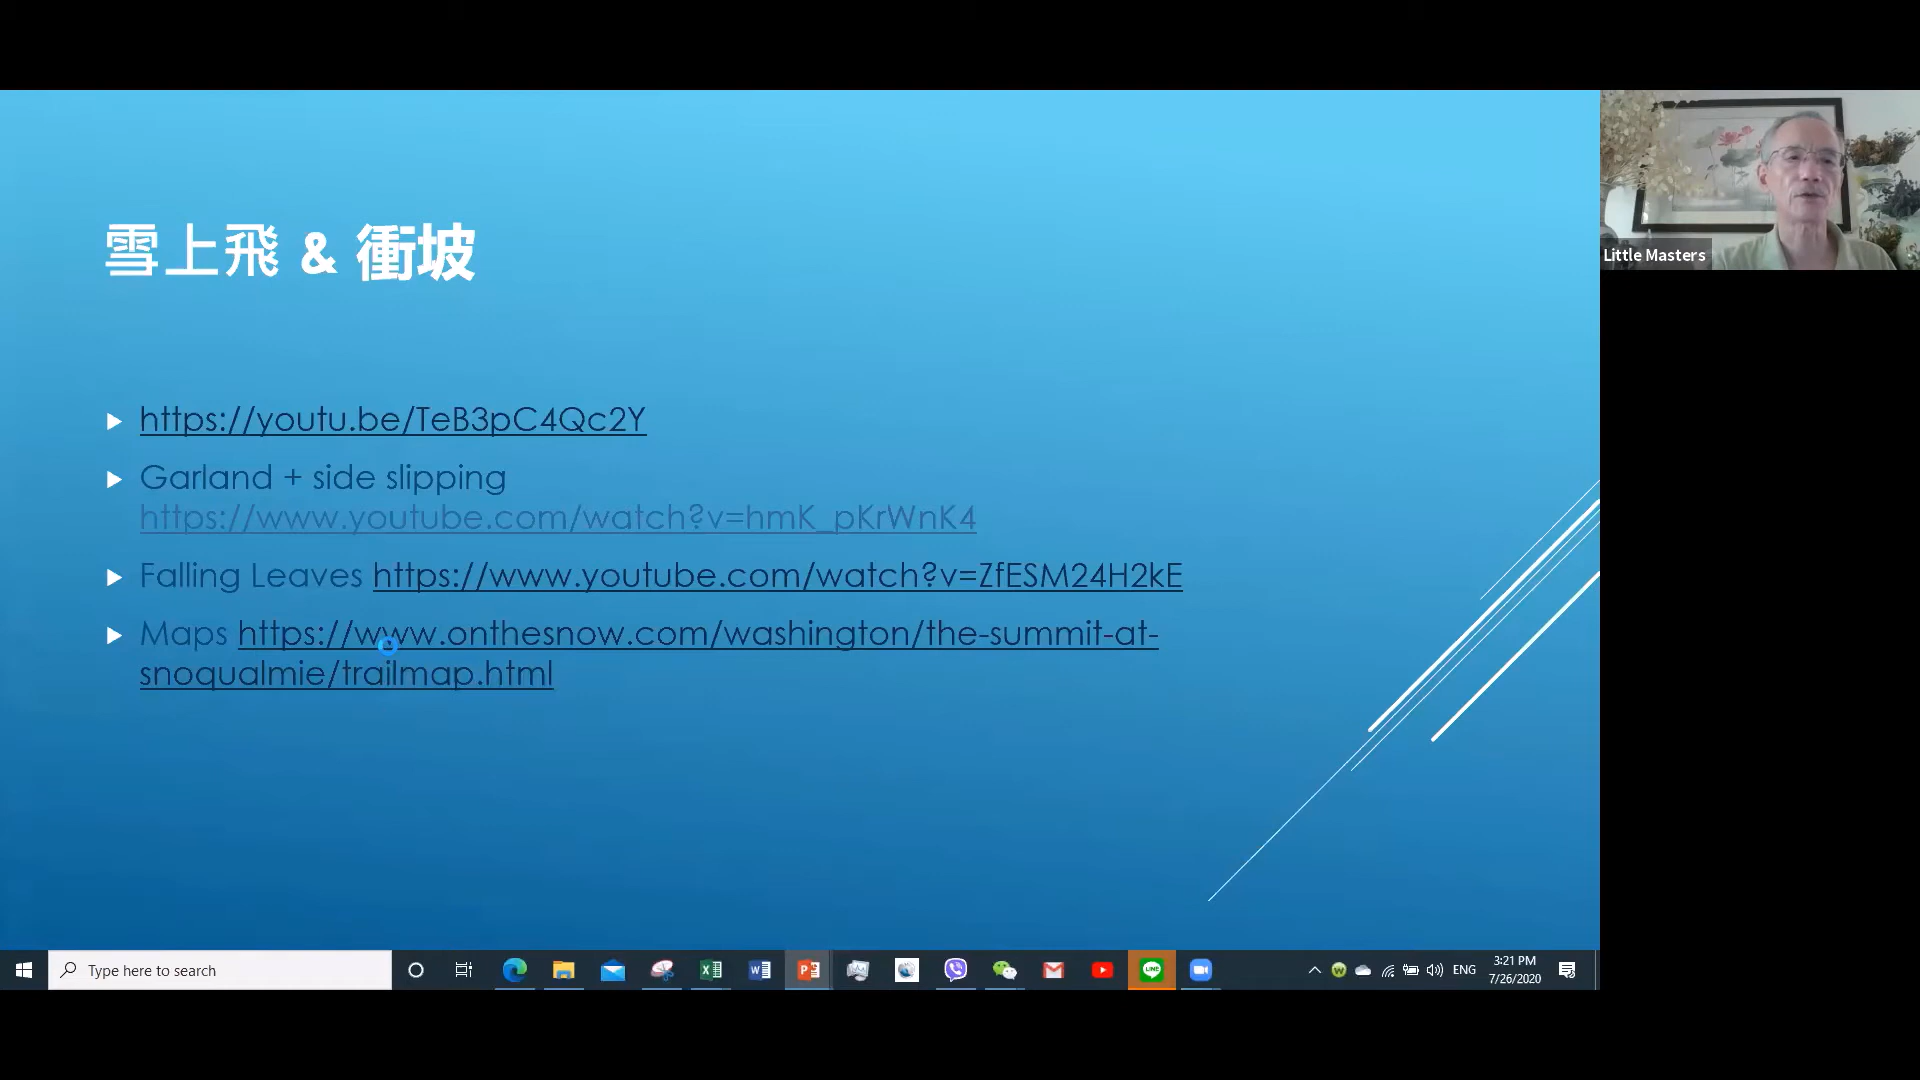 雪上飛 & 衝坡
https://youtu.be/TeB3pC4Qc2Y
Garland + side slipping
https://www.youtube.com/watch?v=hmK_pKrWnK4
Falling Leaves https://www.youtube.com/watch?v=ZfESM24H2kE
Maps https://www.onthesnow.com/washington/the-summit-at-
snoqualmie/trailmap.html
Little Masters
Type here to search
ENG
3:21 PM
7/26/2020